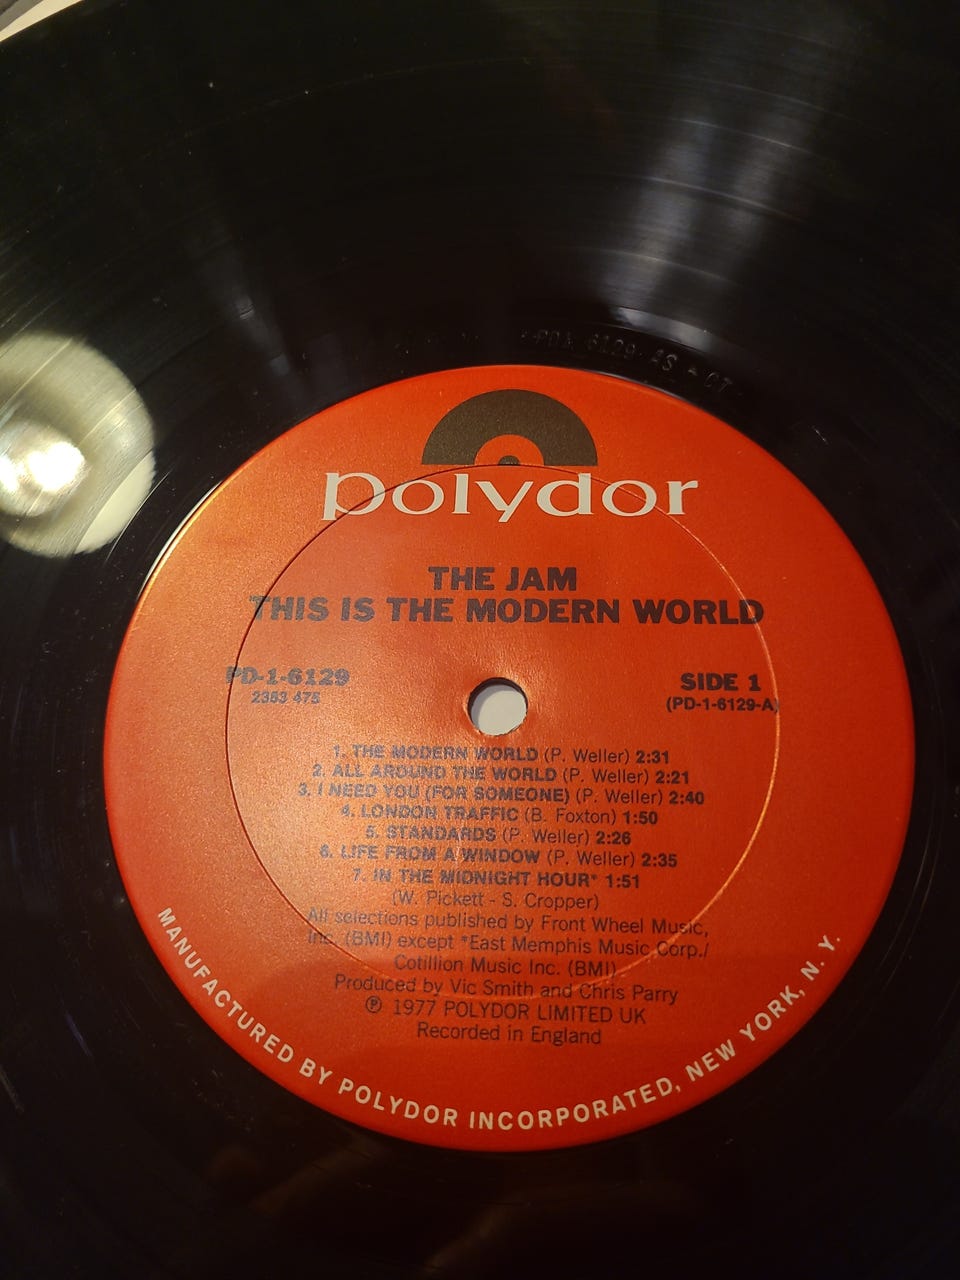 PDA 6129 AS * CT
polydor
THE JAM
THIS IS THE MODERN WORLD
PD-1-6129
2383 475
SIDE 1
(PD-1-6129-A)
1. THE MODERN WORLD (P. Weller) 2:31
2. ALL AROUND THE WORLD (P. Weller) 2:21
3. I NEED YOU (FOR SOMEONE) (P. Weller) 2:40
4. LONDON TRAFFIC (B. Foxton) 1:50
5. STANDARDS (P. Weller) 2:26
6. LIFE FROM A WINDOW (P. Weller) 2:35
7. IN THE MIDNIGHT HOUR* 1:51
(W. Pickett - S. Cropper)
All selections published by Front Wheel Music,
Inc. (BMI) except *East Memphis Music Corp./
Cotillion Music Inc. (BMI)
Produced by Vic Smith and Chris Parry
℗ 1977 POLYDOR LIMITED UK
Recorded in England
MANUFACTURED BY POLYDOR INCORPORATED, NEW YORK, N. Y.